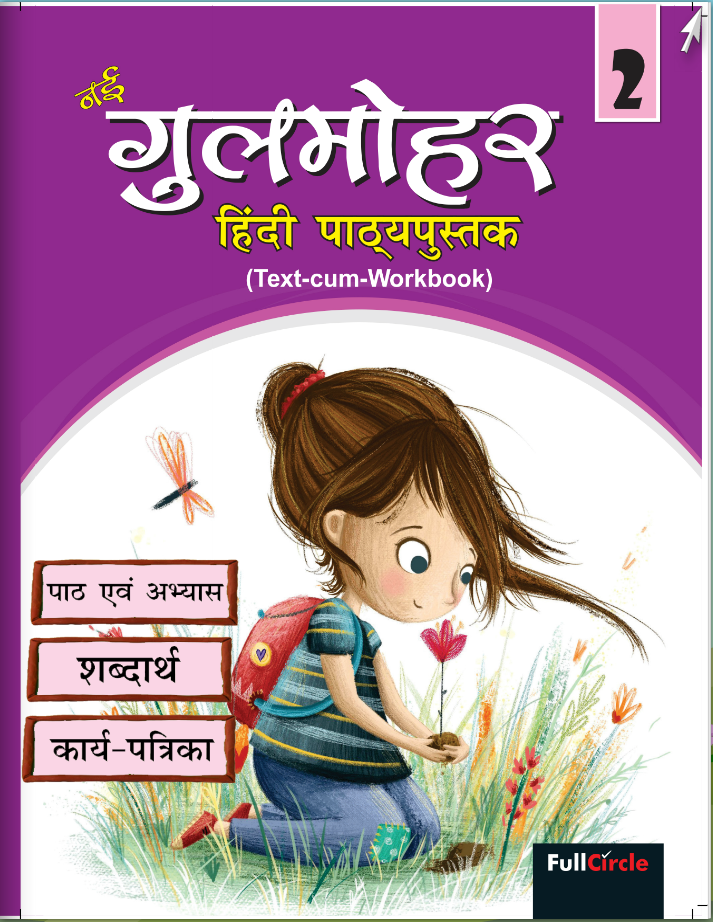 2
नई
गुलमोहर
हिंदी पाठ्यपुस्तक
(Text-cum-Workbook)
पाठ एवं अभ्यास
शब्दार्थ
कार्य-पत्रिका
FullCircle